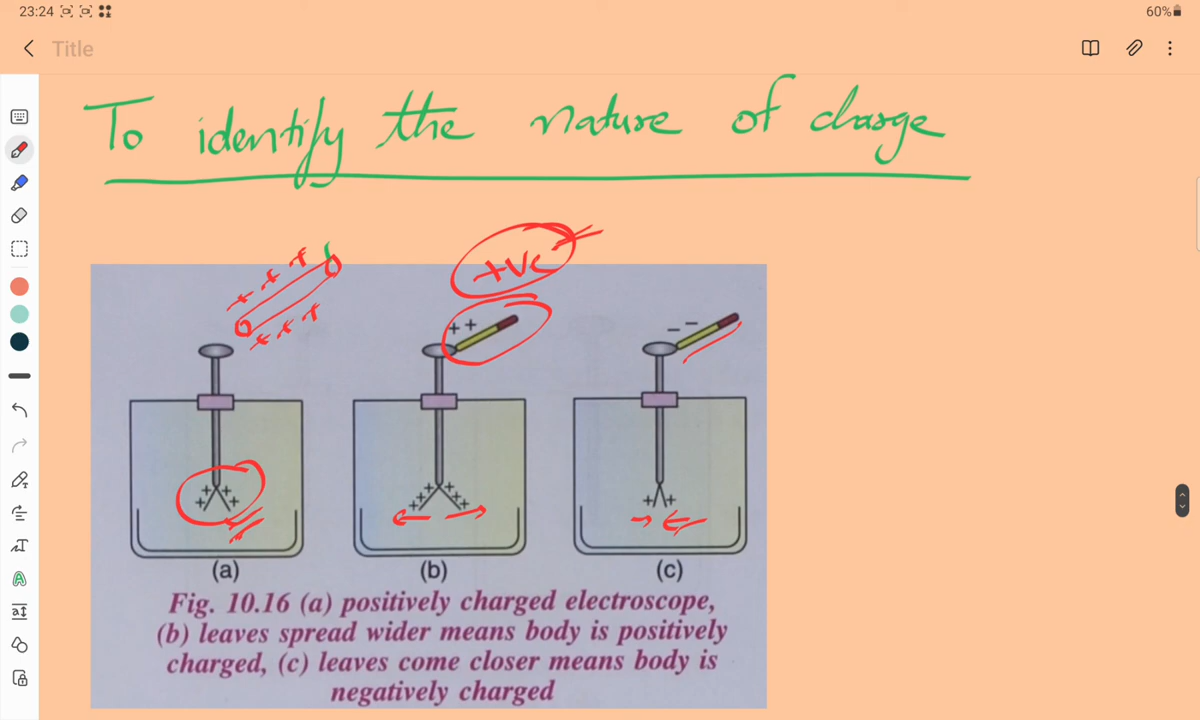 23:24
60%
Title
To identify the nature of charge
+ + +
+ + +
+ve
+ +
− −
+ + + +
+ + + + + +
+ +
(a) (b) (c)
Fig. 10.16 (a) positively charged electroscope,
(b) leaves spread wider means body is positively
charged, (c) leaves come closer means body is
negatively charged